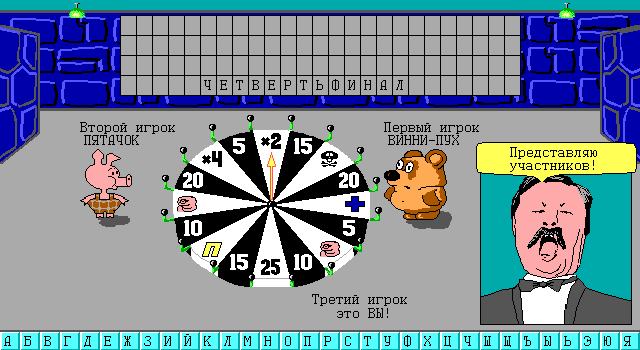 ЧЕТВЕРТЬФИНАЛ
Второй игрок
ПЯТАЧОК
Первый игрок
ВИННИ-ПУХ
Представляю
участников!
×2
15
20
+
5
10
25
15
П
10
20
×4
5
Третий игрок
это ВЫ!
А Б В Г Д Е Ж З И Й К Л М Н О П Р С Т У Ф Х Ц Ч Ш Щ Ъ Ы Ь Э Ю Я